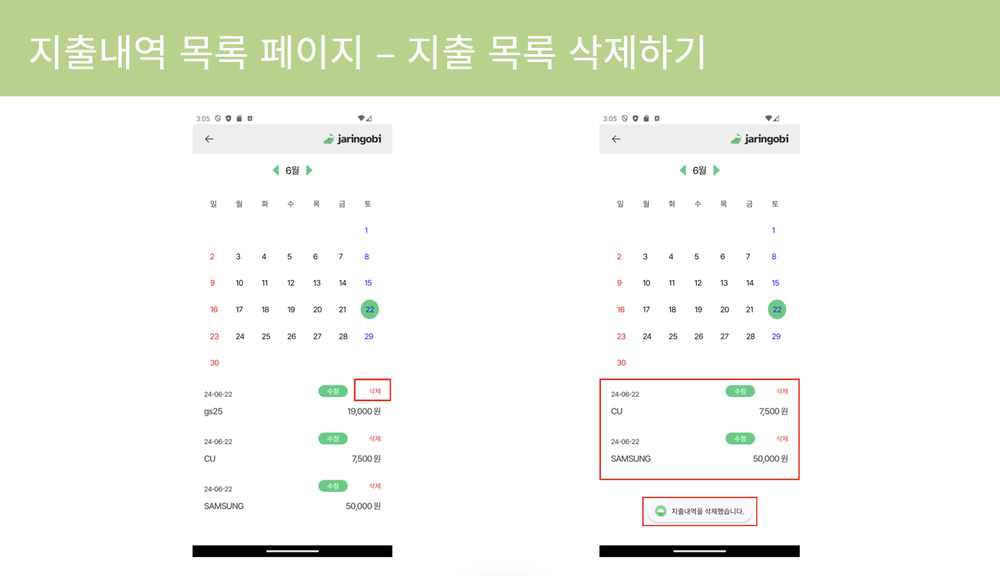 지출내역 목록 페이지 – 지출 목록 삭제하기
3:05
jaringobi
6월
일 월 화 수 목 금 토
1
2 3 4 5 6 7 8
9 10 11 12 13 14 15
16 17 18 19 20 21 22
23 24 25 26 27 28 29
30
24-06-22 수정 삭제
gs25 19,000 원
24-06-22 수정 삭제
CU 7,500 원
24-06-22 수정 삭제
SAMSUNG 50,000 원
3:05
jaringobi
6월
일 월 화 수 목 금 토
1
2 3 4 5 6 7 8
9 10 11 12 13 14 15
16 17 18 19 20 21 22
23 24 25 26 27 28 29
30
24-06-22 수정 삭제
CU 7,500 원
24-06-22 수정 삭제
SAMSUNG 50,000 원
지출내역을 삭제했습니다.